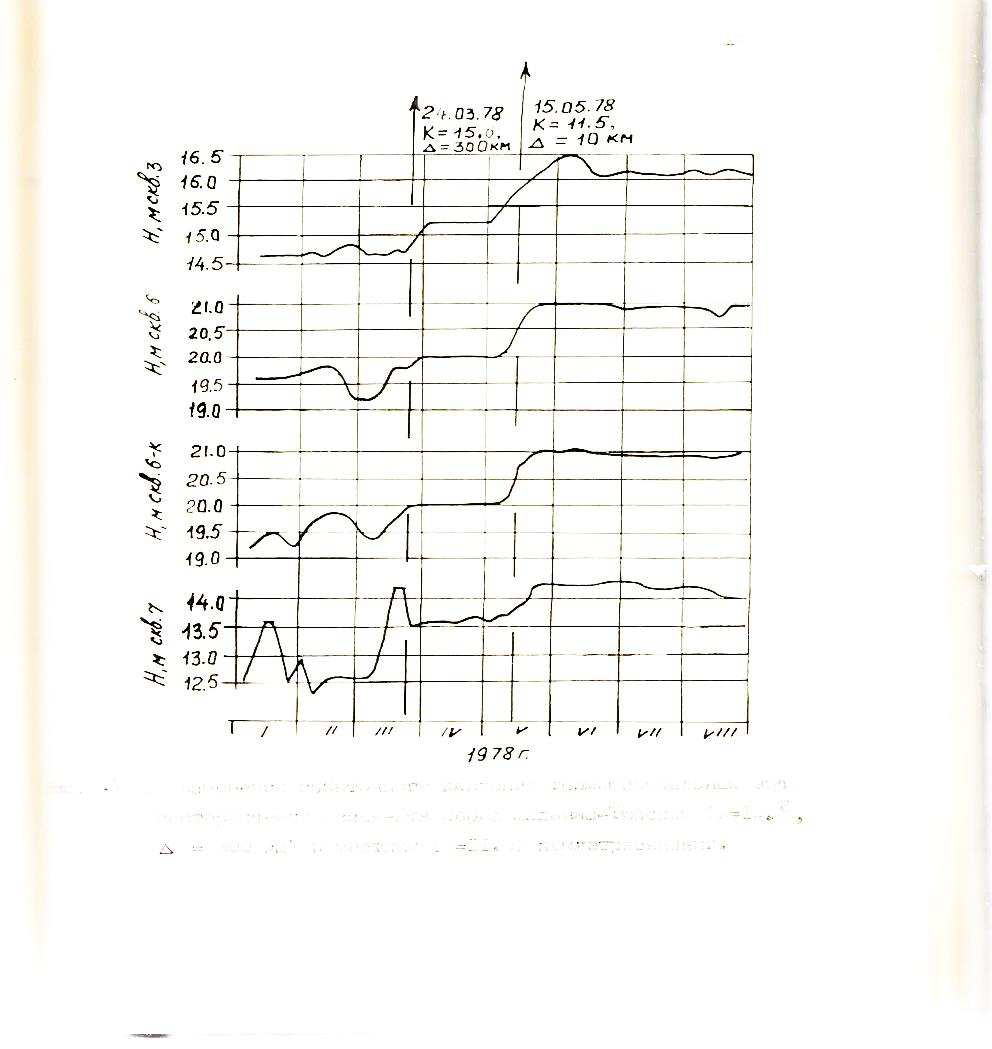 24.03.78
K = 15.0,
Δ = 300 км
15.05.78
K = 11.5,
Δ = 10 км
H, м скв. 3
16.5
16.0
15.5
15.0
14.5
H, м скв. 6
21.0
20.5
20.0
19.5
19.0
H, м скв. 6-к
21.0
20.5
20.0
19.5
19.0
H, м скв. 7
14.0
13.5
13.0
12.5
I II III IV V VI VII VIII
1978 г.